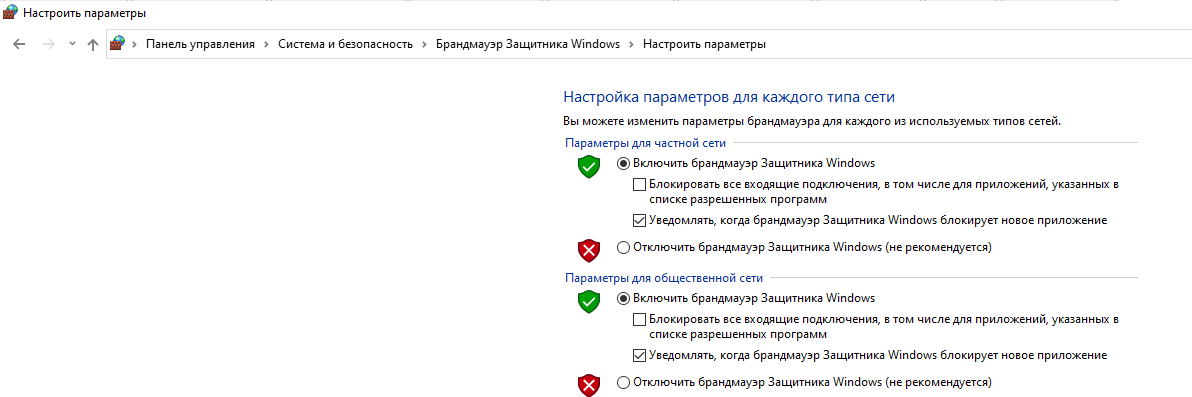 Настроить параметры
Панель управления > Система и безопасность > Брандмауэр Защитника Windows > Настроить параметры
Настройка параметров для каждого типа сети
Вы можете изменить параметры брандмауэра для каждого из используемых типов сетей.
Параметры для частной сети
Включить брандмауэр Защитника Windows
Блокировать все входящие подключения, в том числе для приложений, указанных в
списке разрешенных программ
Уведомлять, когда брандмауэр Защитника Windows блокирует новое приложение
Отключить брандмауэр Защитника Windows (не рекомендуется)
Параметры для общественной сети
Включить брандмауэр Защитника Windows
Блокировать все входящие подключения, в том числе для приложений, указанных в
списке разрешенных программ
Уведомлять, когда брандмауэр Защитника Windows блокирует новое приложение
Отключить брандмауэр Защитника Windows (не рекомендуется)